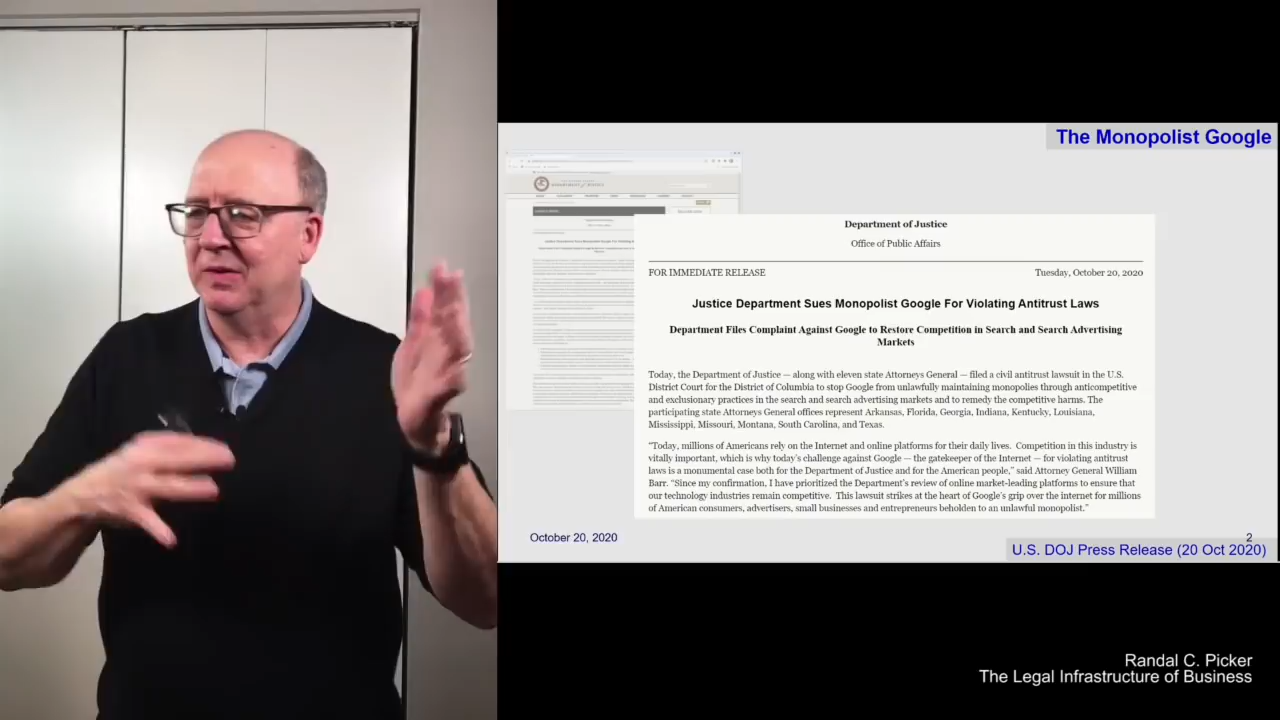 The Monopolist Google
Department of Justice
Office of Public Affairs
FOR IMMEDIATE RELEASE Tuesday, October 20, 2020
Justice Department Sues Monopolist Google For Violating Antitrust Laws
Department Files Complaint Against Google to Restore Competition in Search and Search Advertising
Markets
Today, the Department of Justice — along with eleven state Attorneys General — filed a civil antitrust lawsuit in the U.S.
District Court for the District of Columbia to stop Google from unlawfully maintaining monopolies through anticompetitive
and exclusionary practices in the search and search advertising markets and to remedy the competitive harms. The
participating state Attorneys General offices represent Arkansas, Florida, Georgia, Indiana, Kentucky, Louisiana,
Mississippi, Missouri, Montana, South Carolina, and Texas.
“Today, millions of Americans rely on the Internet and online platforms for their daily lives. Competition in this industry is
vitally important, which is why today’s challenge against Google — the gatekeeper of the Internet — for violating antitrust
laws is a monumental case both for the Department of Justice and for the American people,” said Attorney General William
Barr. “Since my confirmation, I have prioritized the Department’s review of online market-leading platforms to ensure that
our technology industries remain competitive. This lawsuit strikes at the heart of Google’s grip over the internet for millions
of American consumers, advertisers, small businesses and entrepreneurs beholden to an unlawful monopolist.”
October 20, 2020
2
U.S. DOJ Press Release (20 Oct 2020)
Randal C. Picker
The Legal Infrastructure of Business